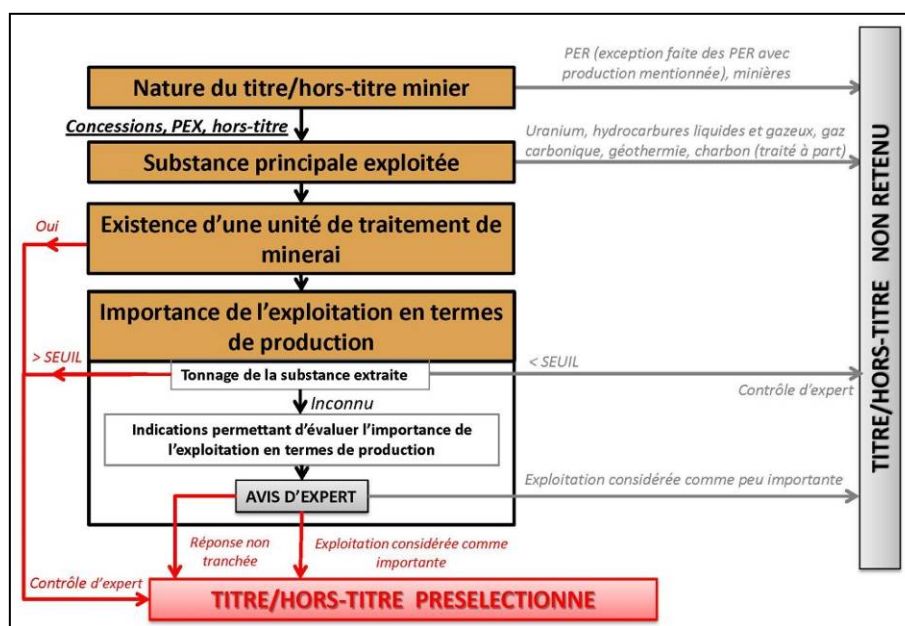 PER (exception faite des PER avec
production mentionnée), minières
Nature du titre/hors-titre minier
Concessions, PEX, hors-titre
Uranium, hydrocarbures liquides et gazeux, gaz
carbonique, géothermie, charbon (traité à part)
Substance principale exploitée
Oui
Existence d'une unité de traitement de
minerai
Importance de l'exploitation en termes
de production
> SEUIL
Tonnage de la substance extraite
< SEUIL
Contrôle d'expert
Inconnu
Indications permettant d'évaluer l'importance de
l'exploitation en termes de production
AVIS D'EXPERT
Exploitation considérée comme peu importante
Réponse non
tranchée
Exploitation considérée comme
importante
Contrôle d'expert
TITRE/HORS-TITRE PRESELECTIONNE
TITRE/HORS-TITRE NON RETENU